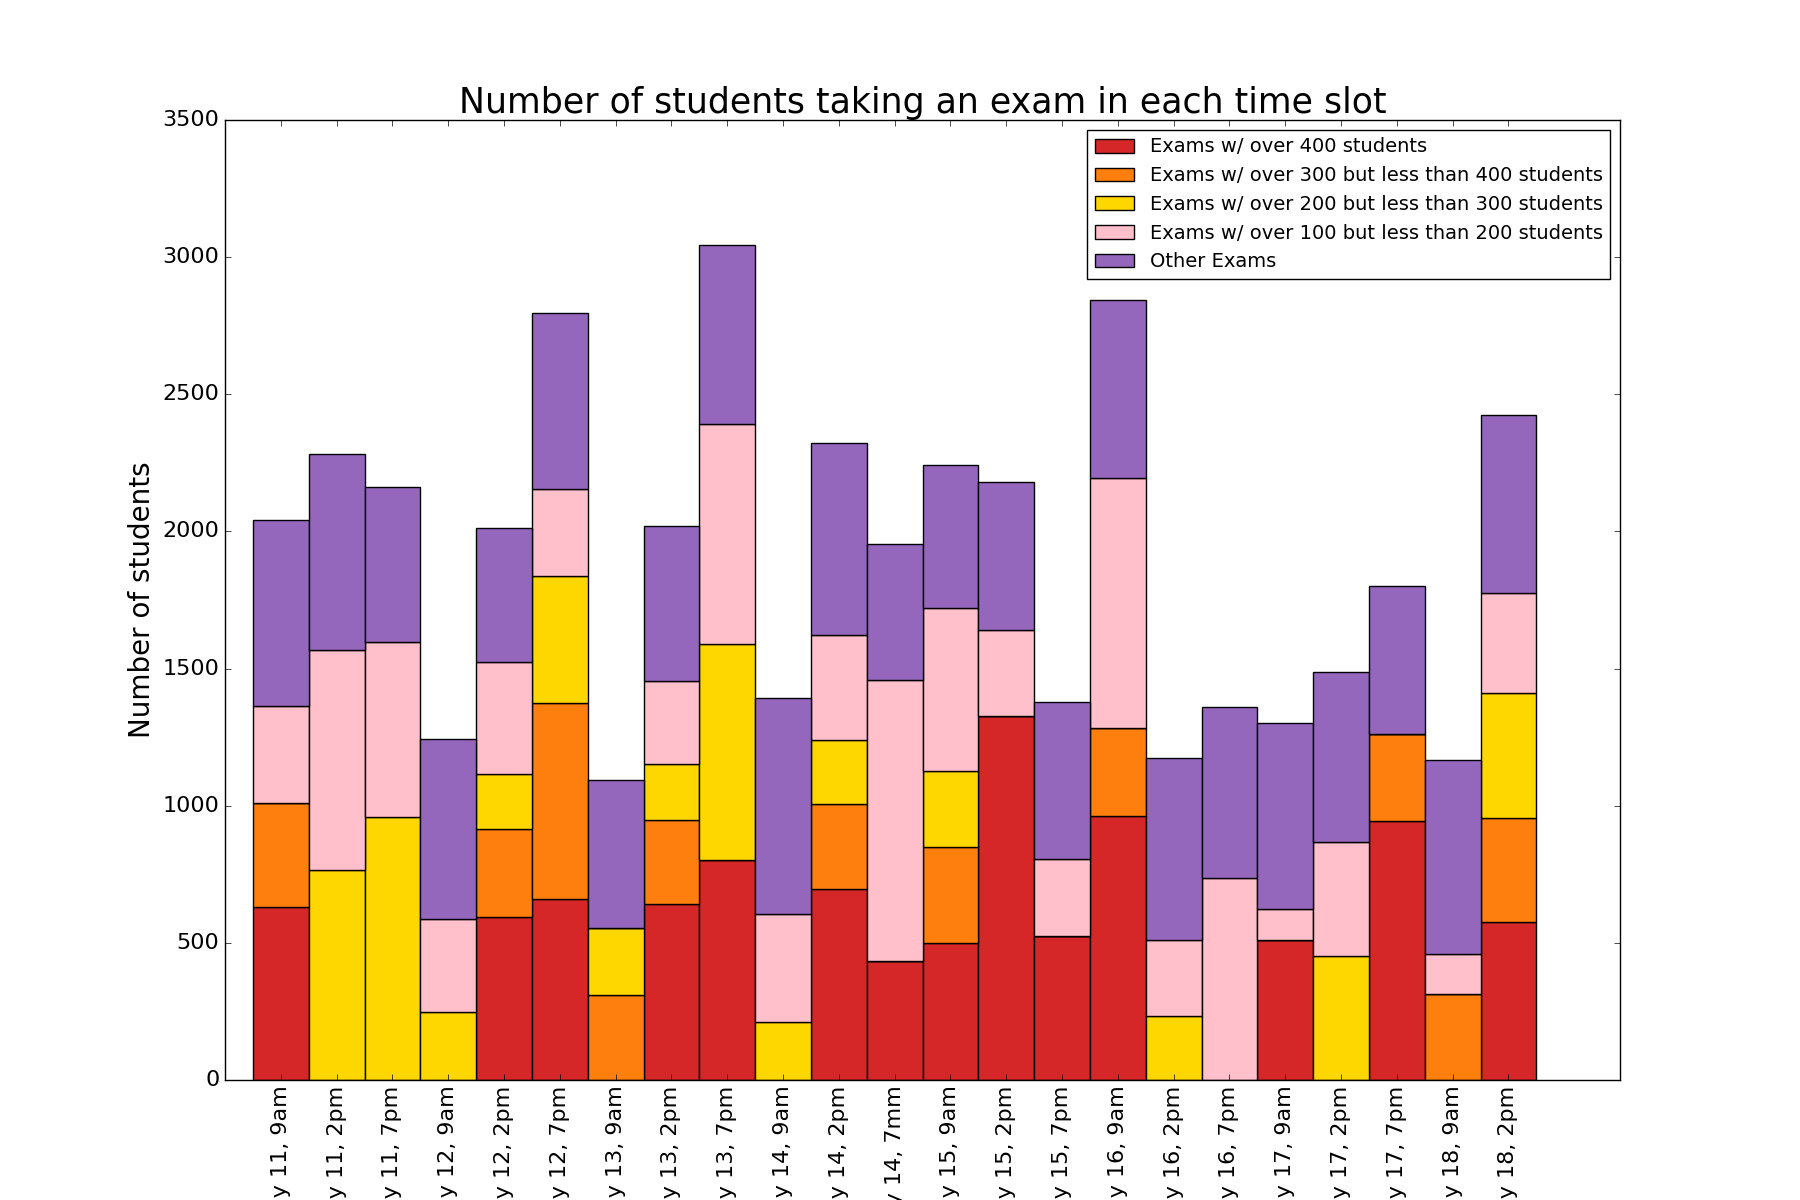 Number of students taking an exam in each time slot
Exams w/ over 400 students
Exams w/ over 300 but less than 400 students
Exams w/ over 200 but less than 300 students
Exams w/ over 100 but less than 200 students
Other Exams
Number of students
3500
3000
2500
2000
1500
1000
500
0
y 11, 9am
y 11, 2pm
y 11, 7pm
y 12, 9am
y 12, 2pm
y 12, 7pm
y 13, 9am
y 13, 2pm
y 13, 7pm
y 14, 9am
y 14, 2pm
y 14, 7mm
y 15, 9am
y 15, 2pm
y 15, 7pm
y 16, 9am
y 16, 2pm
y 16, 7pm
y 17, 9am
y 17, 2pm
y 17, 7pm
y 18, 9am
y 18, 2pm